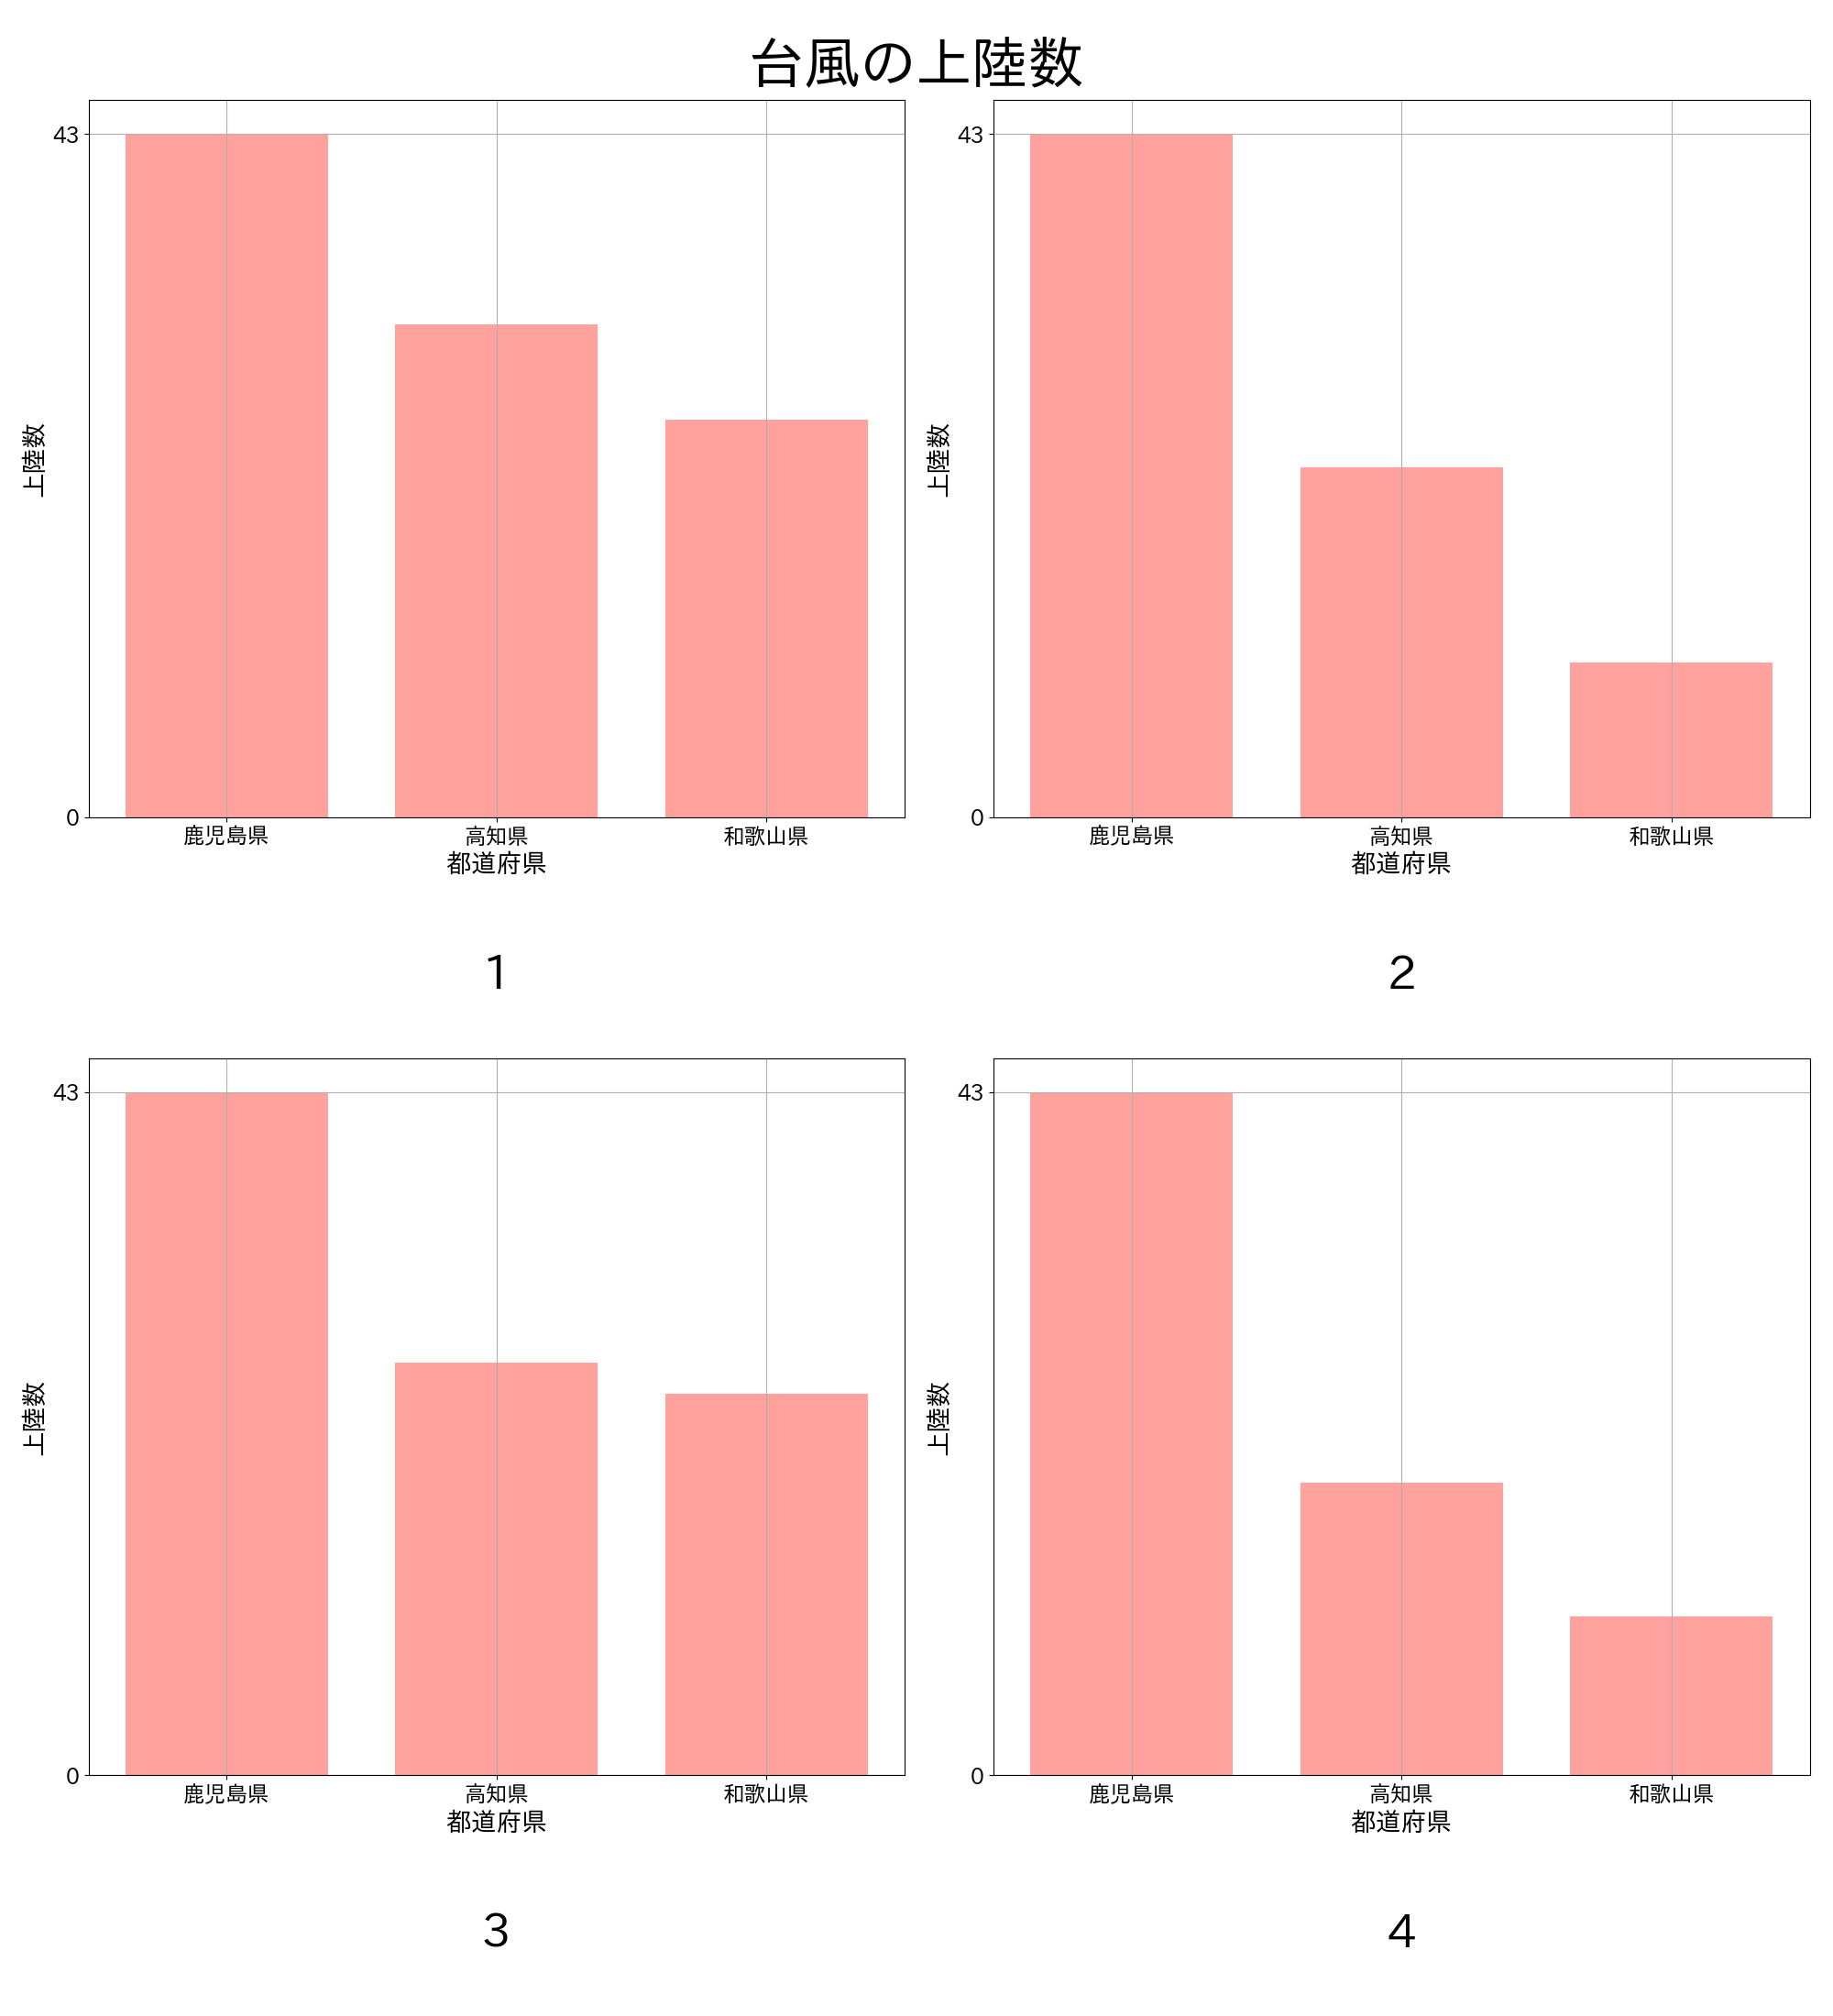 台風の上陸数
43
0
上陸数
鹿児島県 高知県 和歌山県
都道府県
1
43
0
上陸数
鹿児島県 高知県 和歌山県
都道府県
2
43
0
上陸数
鹿児島県 高知県 和歌山県
都道府県
3
43
0
上陸数
鹿児島県 高知県 和歌山県
都道府県
4